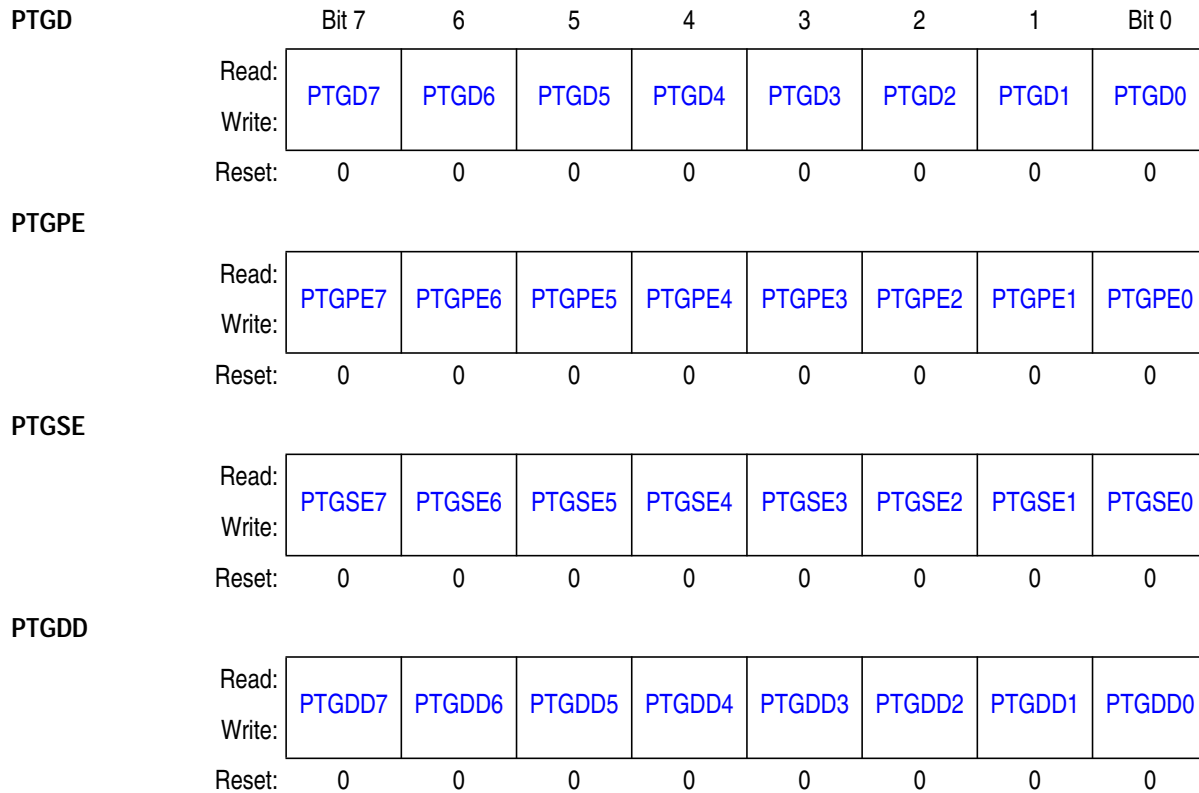 PTGD Bit 7 6 5 4 3 2 1 Bit 0
Read:
PTGD7 PTGD6 PTGD5 PTGD4 PTGD3 PTGD2 PTGD1 PTGD0
Write:
Reset: 0 0 0 0 0 0 0 0
PTGPE
Read:
PTGPE7 PTGPE6 PTGPE5 PTGPE4 PTGPE3 PTGPE2 PTGPE1 PTGPE0
Write:
Reset: 0 0 0 0 0 0 0 0
PTGSE
Read:
PTGSE7 PTGSE6 PTGSE5 PTGSE4 PTGSE3 PTGSE2 PTGSE1 PTGSE0
Write:
Reset: 0 0 0 0 0 0 0 0
PTGDD
Read:
PTGDD7 PTGDD6 PTGDD5 PTGDD4 PTGDD3 PTGDD2 PTGDD1 PTGDD0
Write:
Reset: 0 0 0 0 0 0 0 0